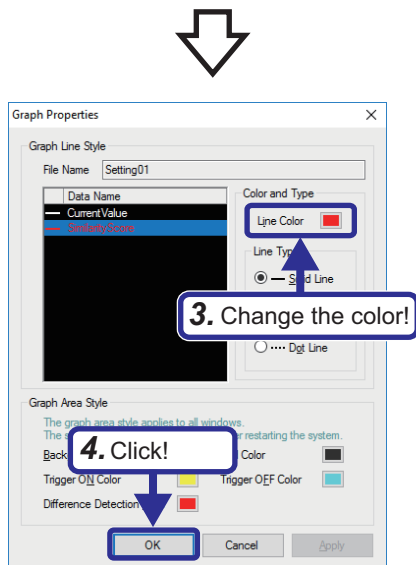 Graph Properties
Graph Line Style
File Name Setting01
Data Name
CurrentValue
SimilarityScore
Color and Type
Line Color
Line
Solid Line
3. Change the color!
Dot Line
Graph Area Style
The graph area style applies to all windows.
The restarting the system.
4. Click!
Color
Trigger ON Color
Trigger OFF Color
Difference Detection
OK
Cancel
Apply